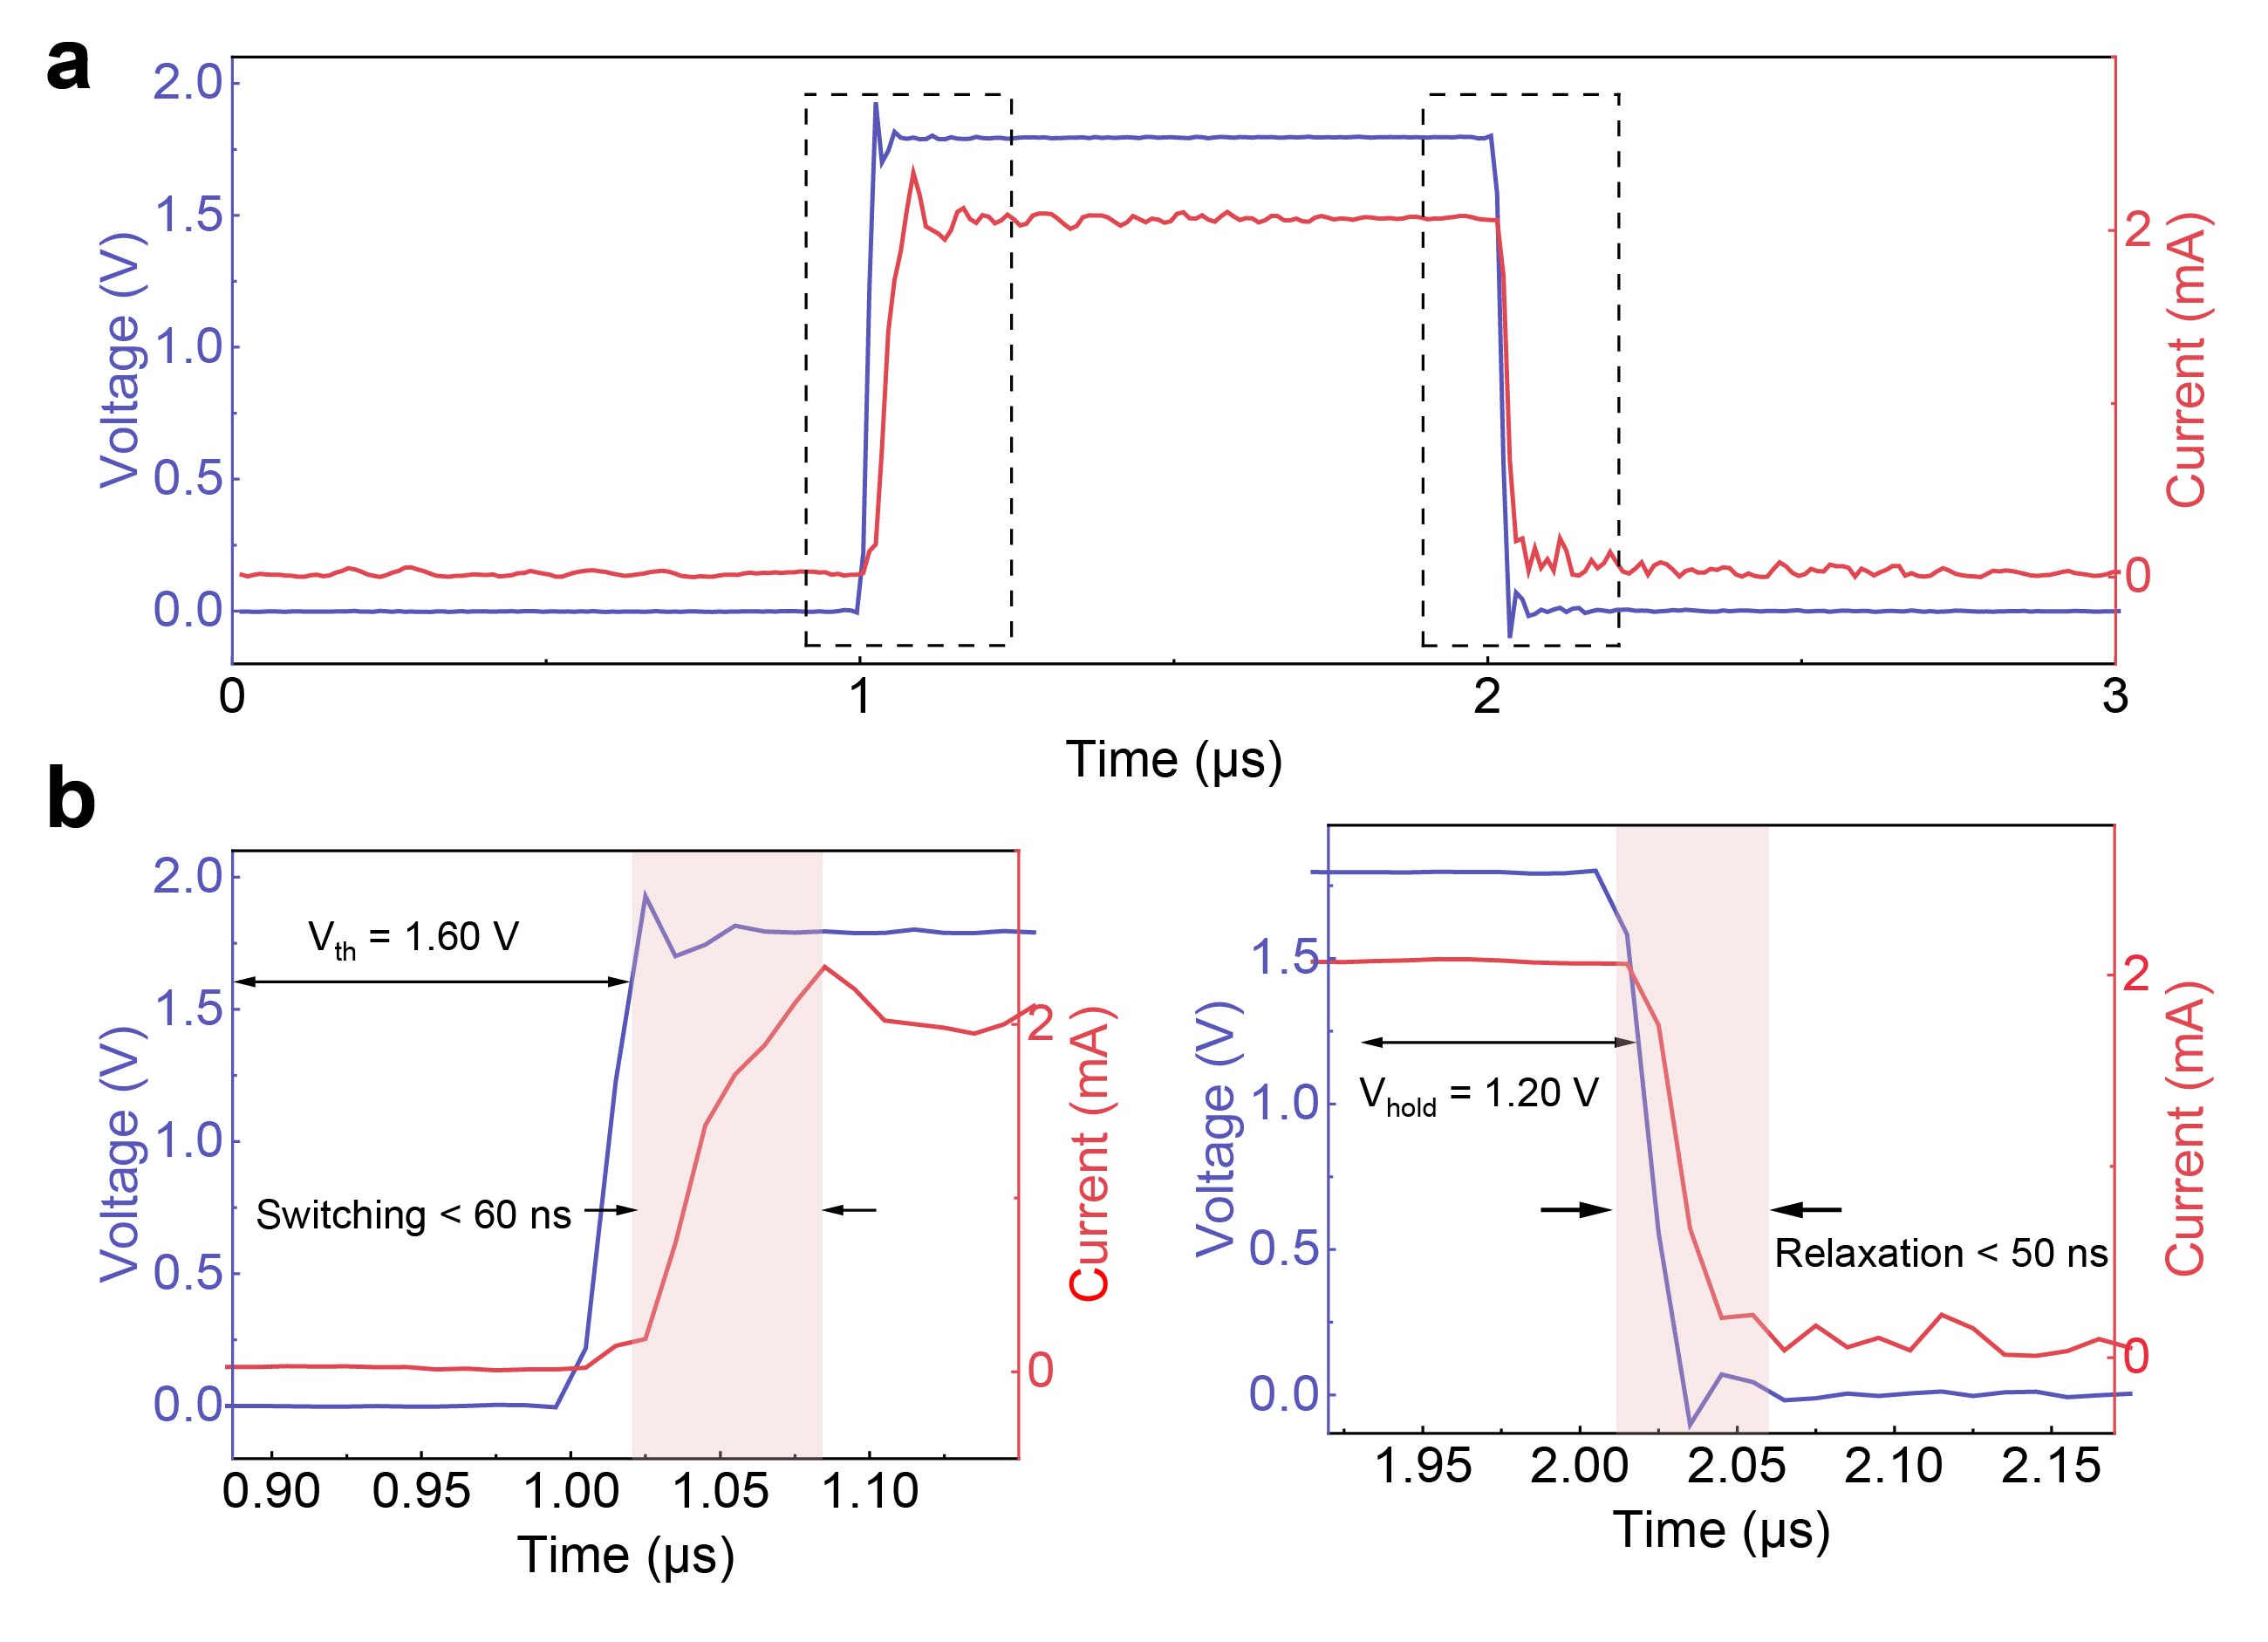 a
2.0
1.5
1.0
0.5
0.0
Voltage (V)
2
0
Current (mA)
0 1 2 3
Time (µs)
b
2.0
1.5
1.0
0.5
0.0
Voltage (V)
Vth = 1.60 V
Switching < 60 ns
2
0
Current (mA)
0.90 0.95 1.00 1.05 1.10
Time (µs)
1.5
1.0
0.5
0.0
Voltage (V)
Vhold = 1.20 V
Relaxation < 50 ns
2
0
Current (mA)
1.95 2.00 2.05 2.10 2.15
Time (µs)